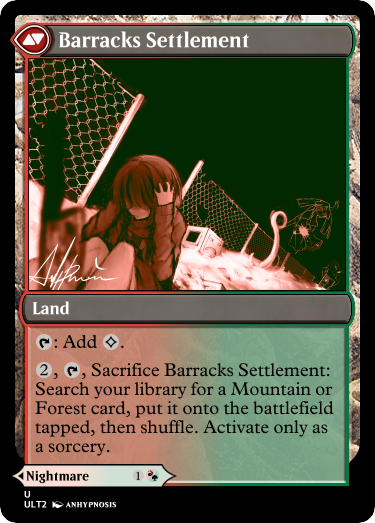 Barracks Settlement
Land
: Add .
2, , Sacrifice Barracks Settlement:
Search your library for a Mountain or
Forest card, put it onto the battlefield
tapped, then shuffle. Activate only as
a sorcery.
Nightmare 1
U
ULT2 ANHYPNOSIS